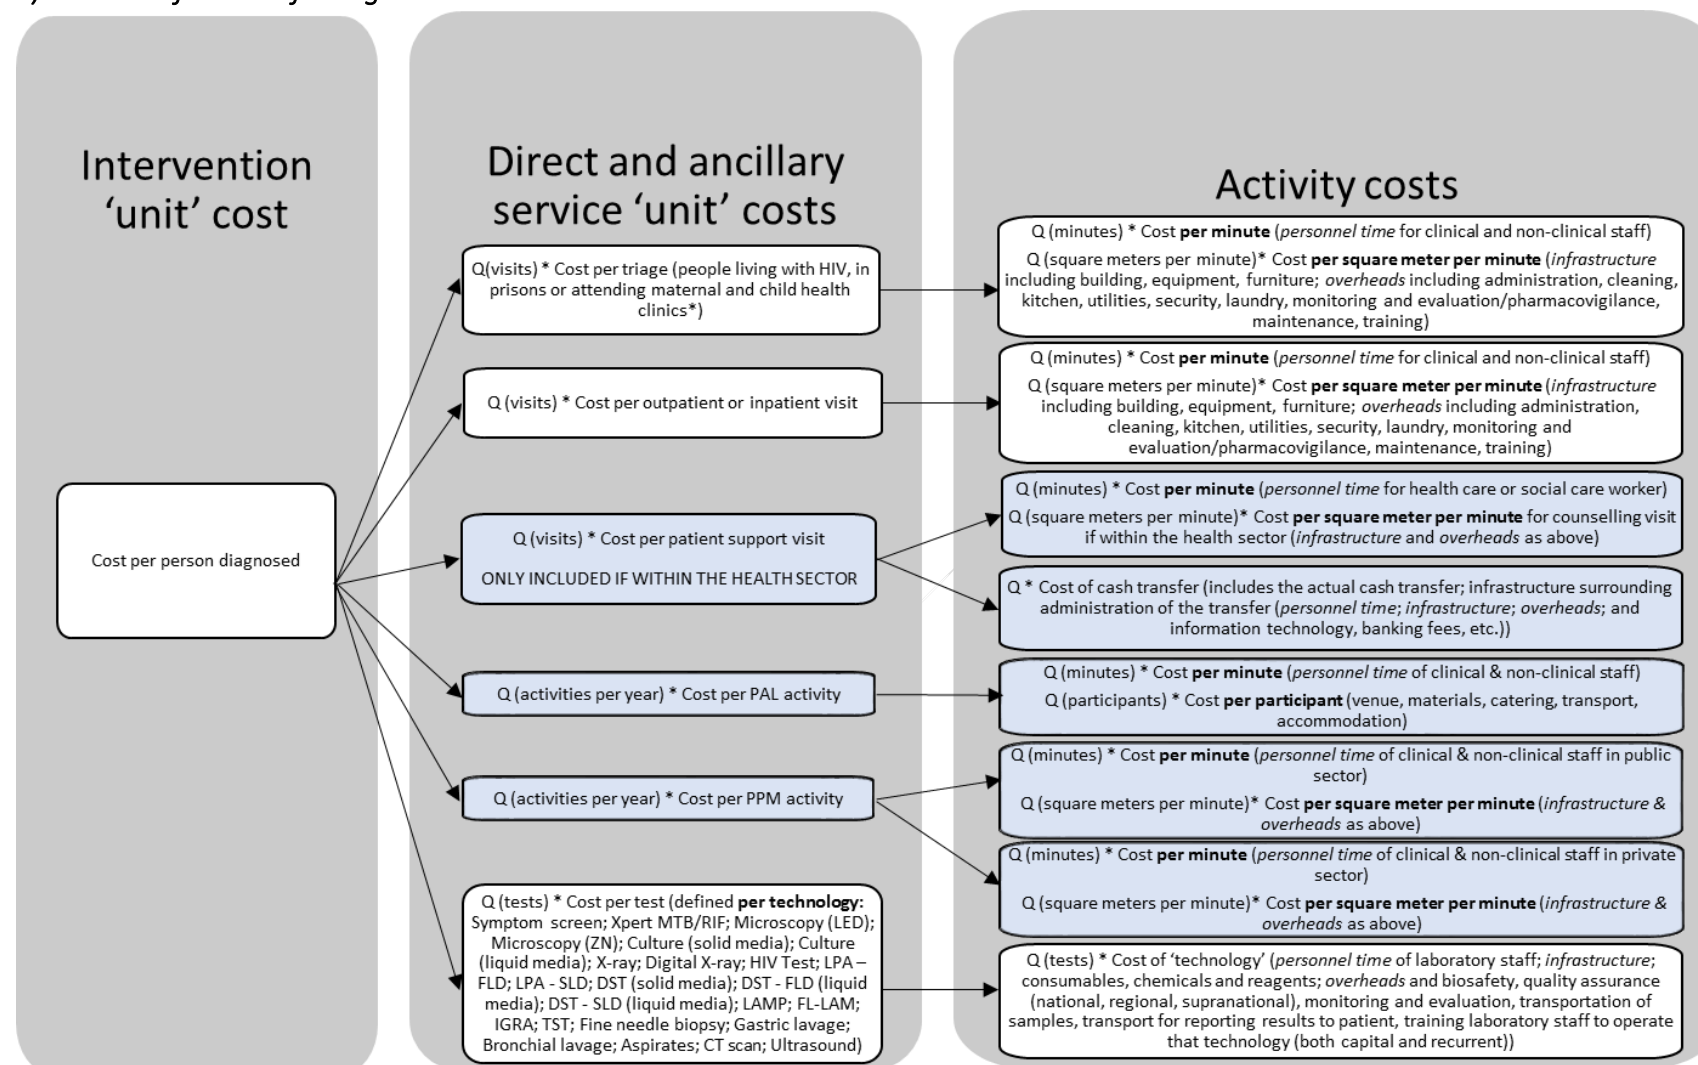 Intervention
‘unit’ cost
Cost per person diagnosed
Direct and ancillary
service ‘unit’ costs
Q(visits) * Cost per triage (people living with HIV, in
prisons or attending maternal and child health
clinics*)
Q (visits) * Cost per outpatient or inpatient visit
Q (visits) * Cost per patient support visit
ONLY INCLUDED IF WITHIN THE HEALTH SECTOR
Q (activities per year) * Cost per PAL activity
Q (activities per year) * Cost per PPM activity
Q (tests) * Cost per test (defined per technology:
Symptom screen; Xpert MTB/RIF; Microscopy (LED);
Microscopy (ZN); Culture (solid media); Culture
(liquid media); X-ray; Digital X-ray; HIV Test; LPA –
FLD; LPA - SLD; DST (solid media); DST - FLD (liquid
media); DST - SLD (liquid media); LAMP; FL-LAM;
IGRA; TST; Fine needle biopsy; Gastric lavage;
Bronchial lavage; Aspirates; CT scan; Ultrasound)
Activity costs
Q (minutes) * Cost per minute (personnel time for clinical and non-clinical staff)
Q (square meters per minute)* Cost per square meter per minute (infrastructure
including building, equipment, furniture; overheads including administration, cleaning,
kitchen, utilities, security, laundry, monitoring and evaluation/pharmacovigilance,
maintenance, training)
Q (minutes) * Cost per minute (personnel time for clinical and non-clinical staff)
Q (square meters per minute)* Cost per square meter per minute (infrastructure
including building, equipment, furniture; overheads including administration,
cleaning, kitchen, utilities, security, laundry, monitoring and
evaluation/pharmacovigilance, maintenance, training)
Q (minutes) * Cost per minute (personnel time for health care or social care worker)
Q (square meters per minute)* Cost per square meter per minute for counselling visit
if within the health sector (infrastructure and overheads as above)
Q * Cost of cash transfer (includes the actual cash transfer; infrastructure surrounding
administration of the transfer (personnel time; infrastructure; overheads; and
information technology, banking fees, etc.))
Q (minutes) * Cost per minute (personnel time of clinical & non-clinical staff)
Q (participants) * Cost per participant (venue, materials, catering, transport,
accommodation)
Q (minutes) * Cost per minute (personnel time of clinical & non-clinical staff in public
sector)
Q (square meters per minute)* Cost per square meter per minute (infrastructure &
overheads as above)
Q (minutes) * Cost per minute (personnel time of clinical & non-clinical staff in private
sector)
Q (square meters per minute)* Cost per square meter per minute (infrastructure &
overheads as above)
Q (tests) * Cost of ‘technology’ (personnel time of laboratory staff; infrastructure;
consumables, chemicals and reagents; overheads and biosafety, quality assurance
(national, regional, supranational), monitoring and evaluation, transportation of
samples, transport for reporting results to patient, training laboratory staff to operate
that technology (both capital and recurrent))